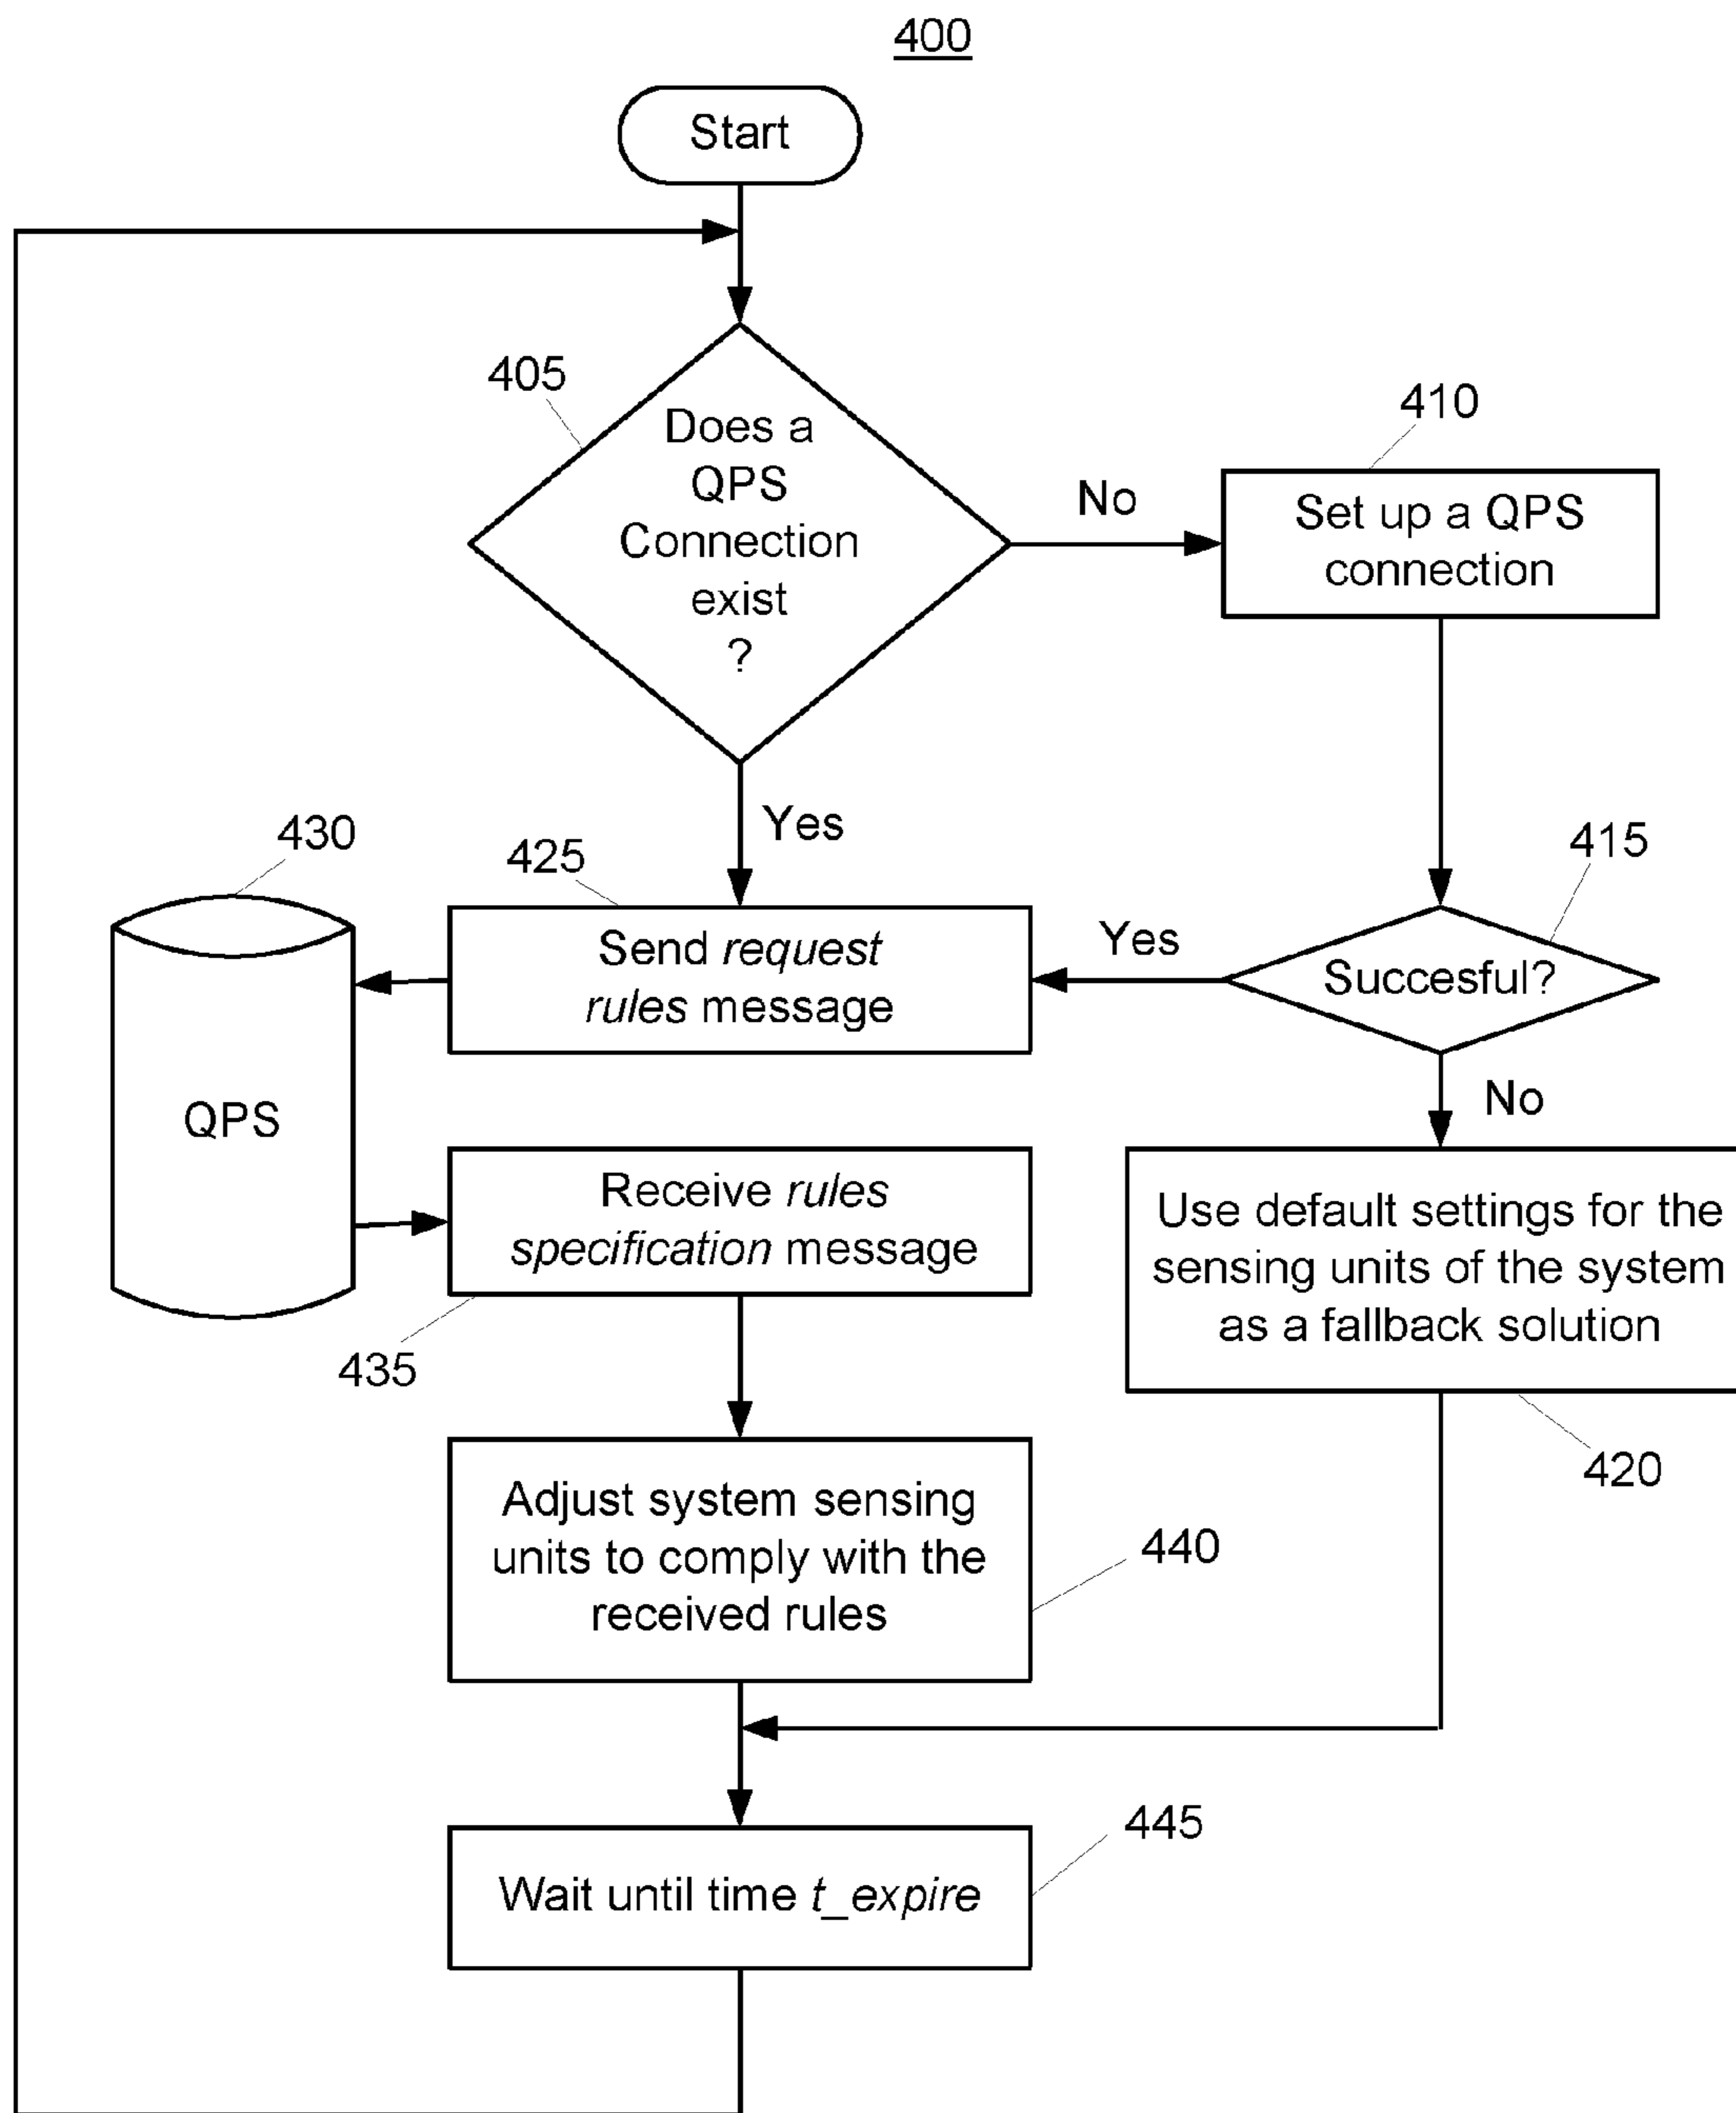 400
Start
405
Does a
QPS
Connection
exist
?
No
410
Set up a QPS
connection
Yes
430
425
415
Send request
rules message
Yes
Succesful?
QPS
No
Receive rules
specification message
Use default settings for the
sensing units of the system
as a fallback solution
435
420
Adjust system sensing
units to comply with the
received rules
440
445
Wait until time t_expire